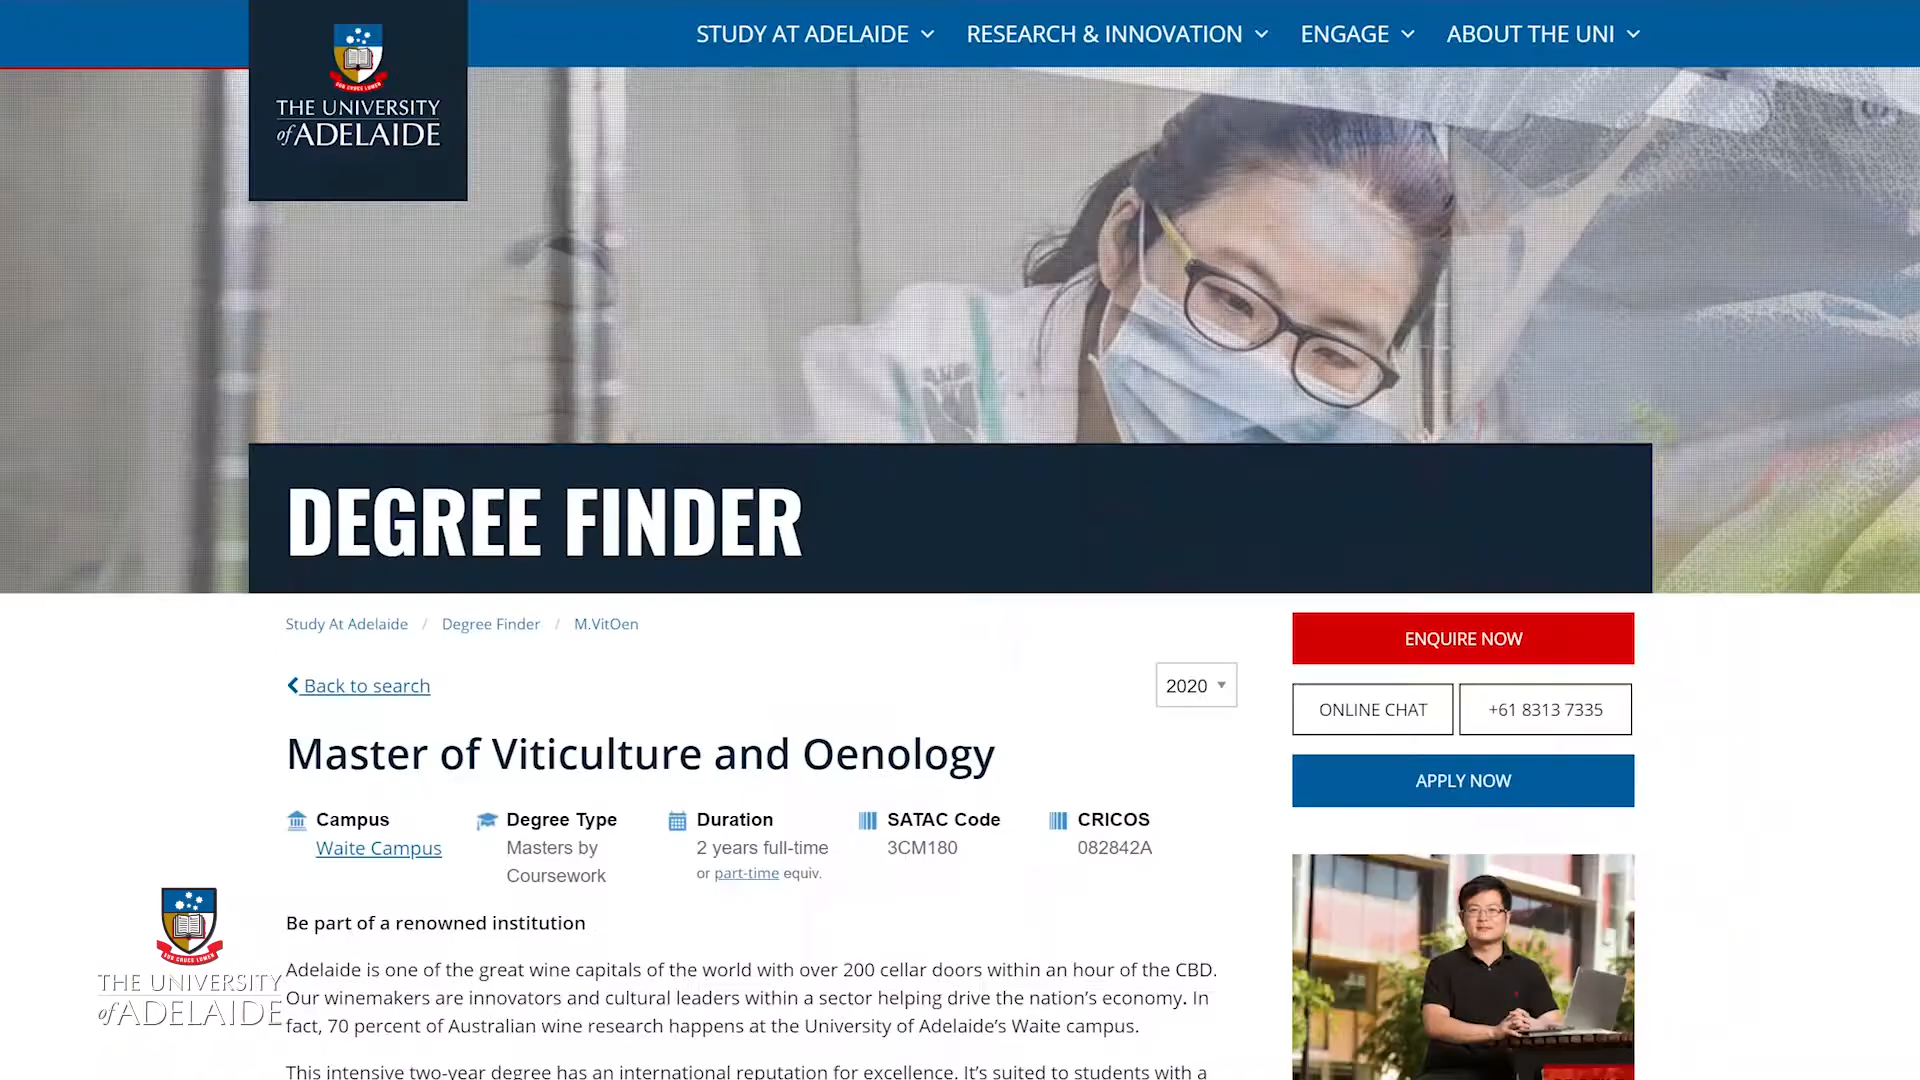 STUDY AT ADELAIDE RESEARCH & INNOVATION ENGAGE ABOUT THE UNI
THE UNIVERSITY
of ADELAIDE
DEGREE FINDER
Study At Adelaide / Degree Finder / M.VitOen
Back to search
2020
Master of Viticulture and Oenology
Campus
Waite Campus
Degree Type
Masters by
Coursework
Duration
2 years full-time
or part-time equiv.
SATAC Code
3CM180
CRICOS
082842A
Be part of a renowned institution
Adelaide is one of the great wine capitals of the world with over 200 cellar doors within an hour of the CBD.
Our winemakers are innovators and cultural leaders within a sector helping drive the nation’s economy. In
fact, 70 percent of Australian wine research happens at the University of Adelaide’s Waite campus.
This intensive two-year degree has an international reputation for excellence. It’s suited to students with a
ENQUIRE NOW
ONLINE CHAT
+61 8313 7335
APPLY NOW
THE UNIVERSITY
of ADELAIDE